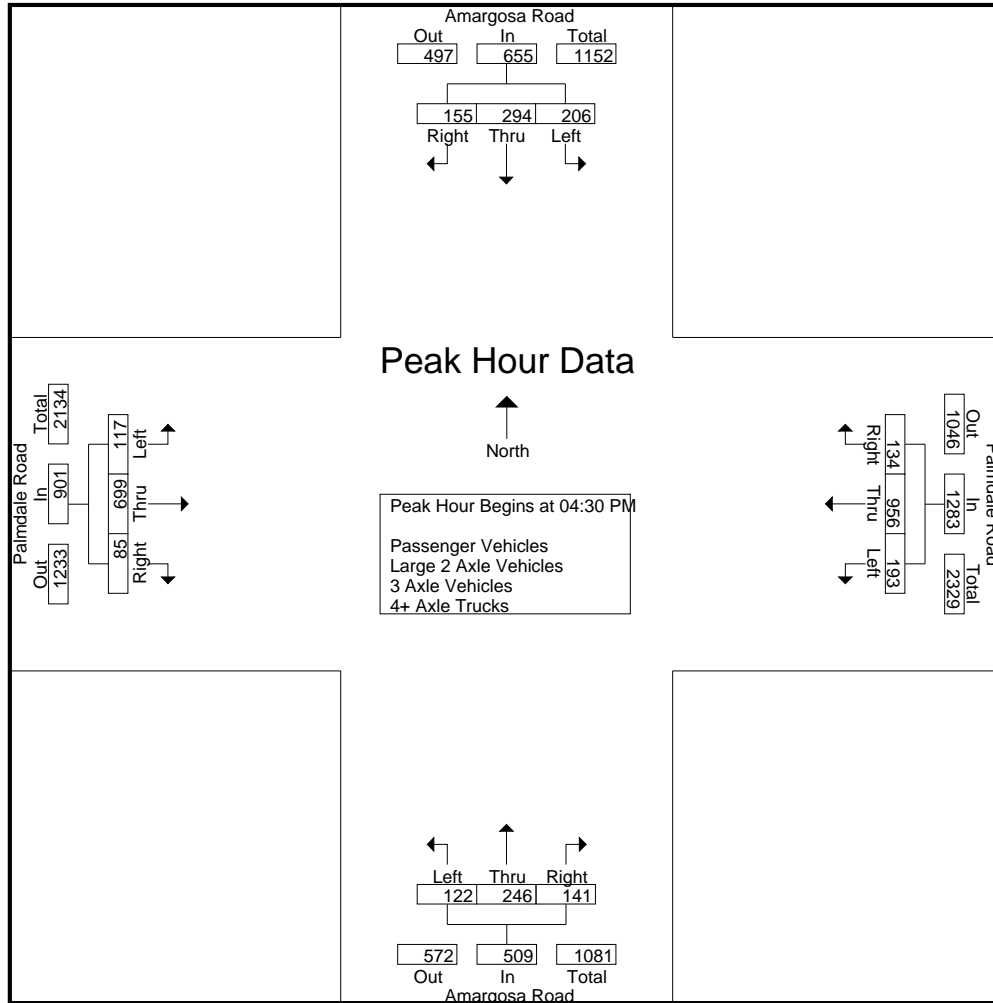 Amargosa Road
Out In Total
497 655 1152
155 294 206
Right Thru Left
Peak Hour Data
North
Peak Hour Begins at 04:30 PM
Passenger Vehicles
Large 2 Axle Vehicles
3 Axle Vehicles
4+ Axle Trucks
Palmdale Road
Out In Total
1233 901 2134
85 699 117
Right Thru Left
Palmdale Road
Out In Total
1046 1283 2329
134 956 193
Right Thru Left
Left Thru Right
122 246 141
572 509 1081
Out In Total
Amargosa Road